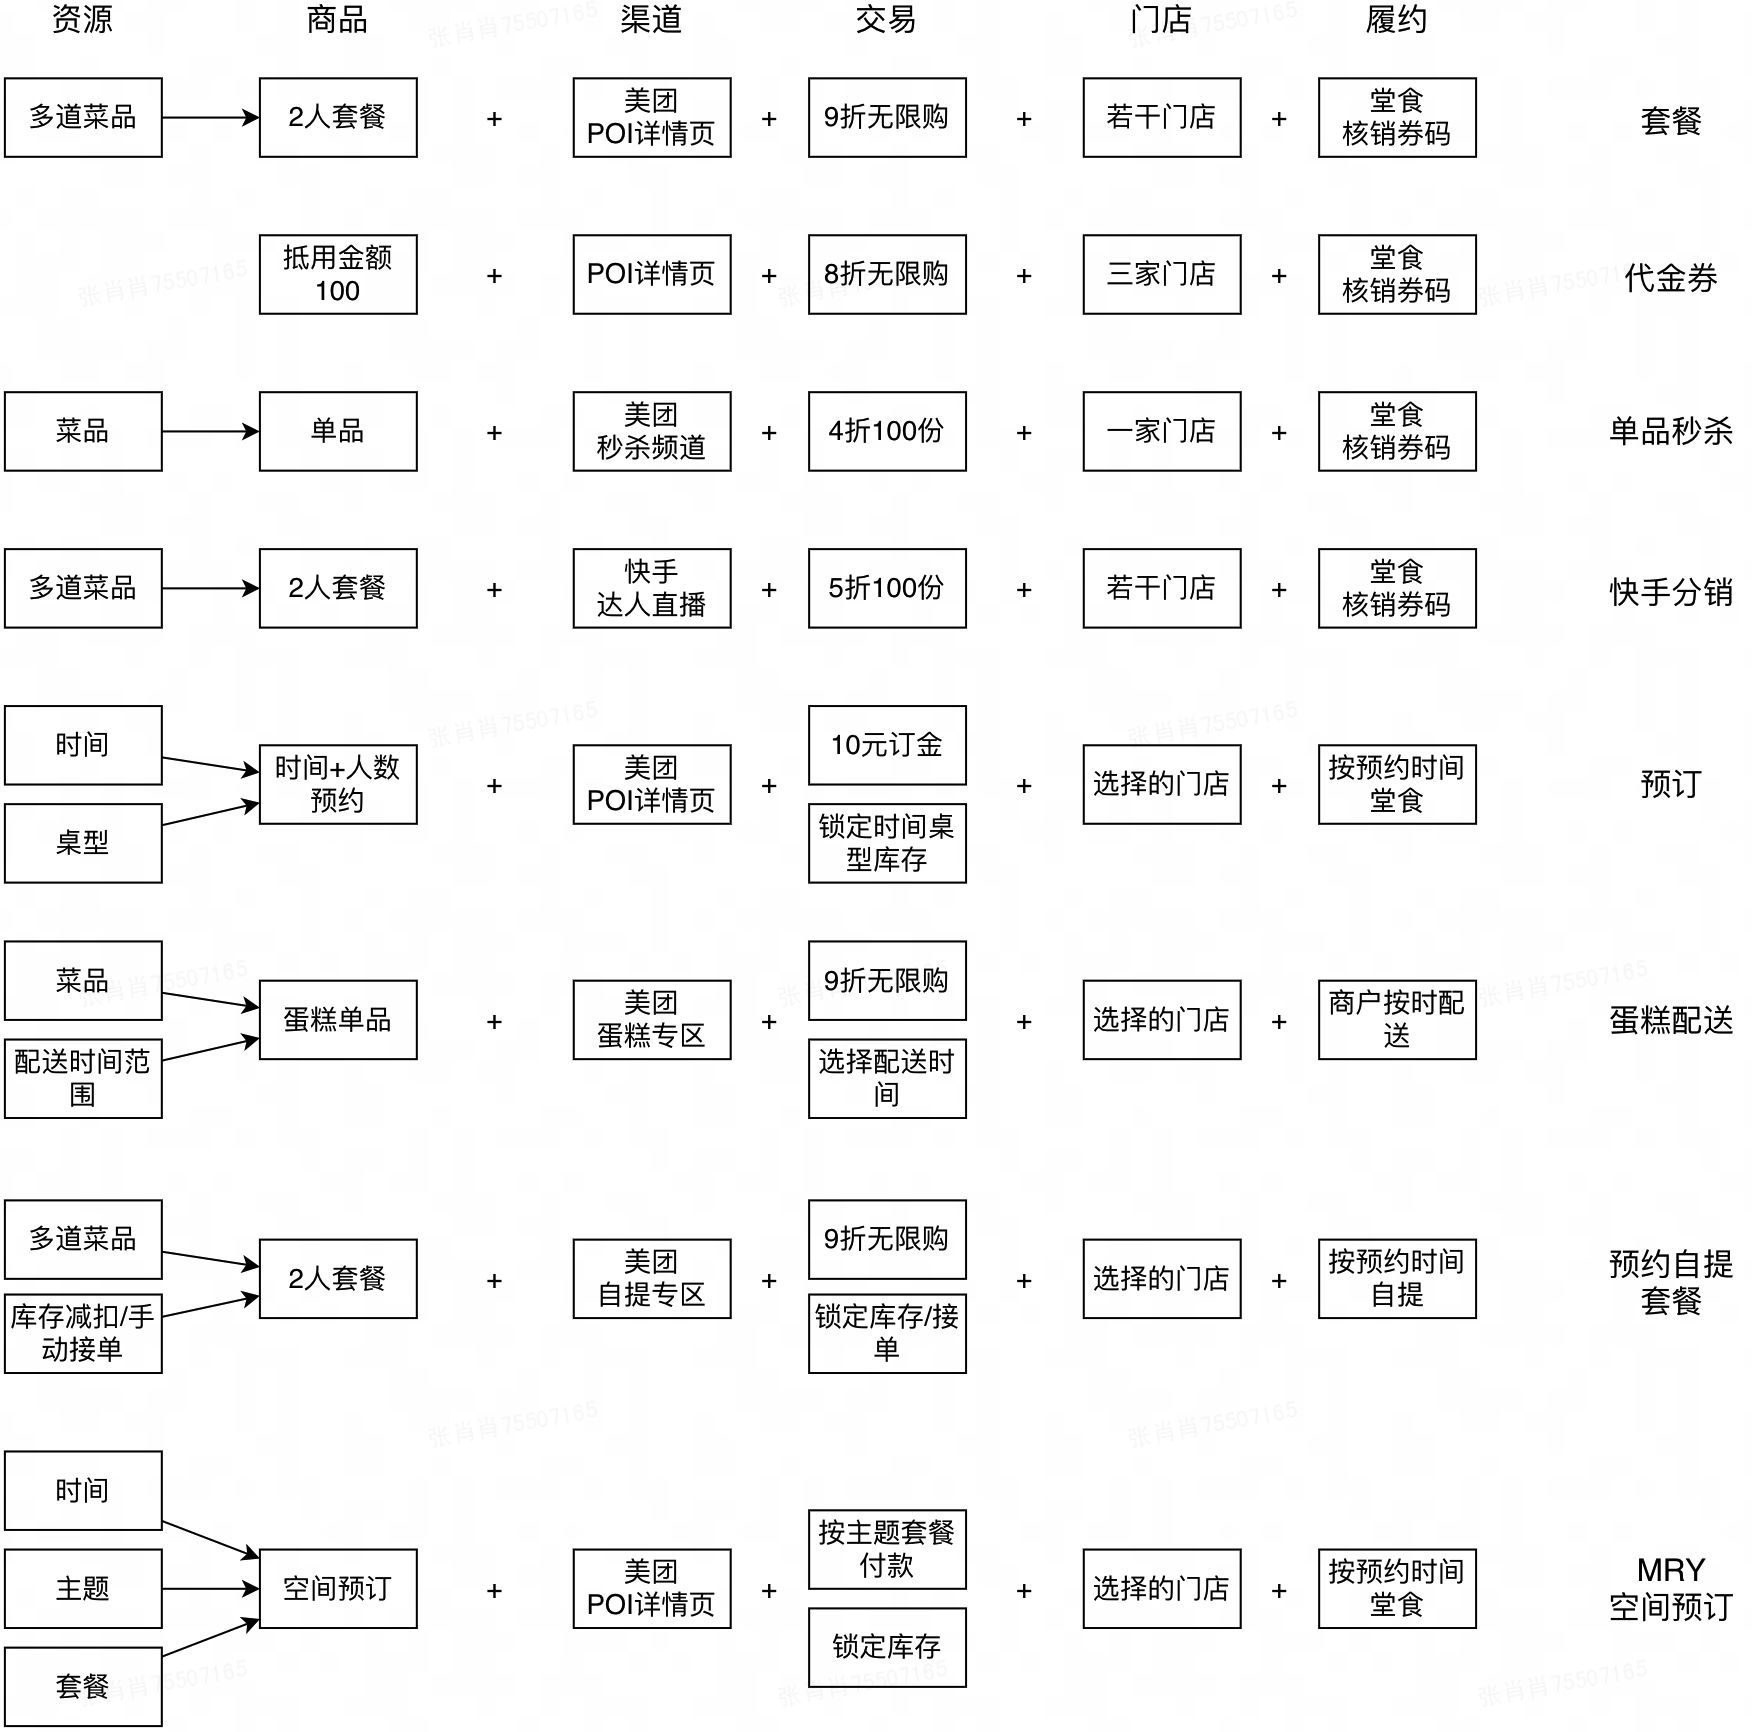 资源 商品 渠道 交易 门店 履约
多道菜品 2人套餐 + 美团 + 9折无限购 + 若干门店 + 堂食 套餐
POI详情页 核销券码
抵用金额 + POI详情页 + 8折无限购 + 三家门店 + 堂食 代金券
100 核销券码
菜品 单品 + 美团 + 4折100份 + 一家门店 + 堂食 单品秒杀
秒杀频道 核销券码
多道菜品 2人套餐 + 快手 + 5折100份 + 若干门店 + 堂食 快手分销
达人直播 核销券码
时间 10元订金
时间+人数 + 美团 + + 选择的门店 + 按预约时间 预订
预约 POI详情页 堂食
桌型 锁定时间桌
型库存
菜品 9折无限购
蛋糕单品 + 美团 + + 选择的门店 + 商户按时配 蛋糕配送
蛋糕专区 送
配送时间范 选择配送时
围 间
多道菜品 9折无限购
2人套餐 + 美团 + + 选择的门店 + 按预约时间 预约自提
自提专区 自提 套餐
库存减扣/手 锁定库存/接
动接单 单
时间
按主题套餐
付款
主题 空间预订 + 美团 + + 选择的门店 + 按预约时间 MRY
POI详情页 堂食 空间预订
锁定库存
套餐
张肖肖75507165